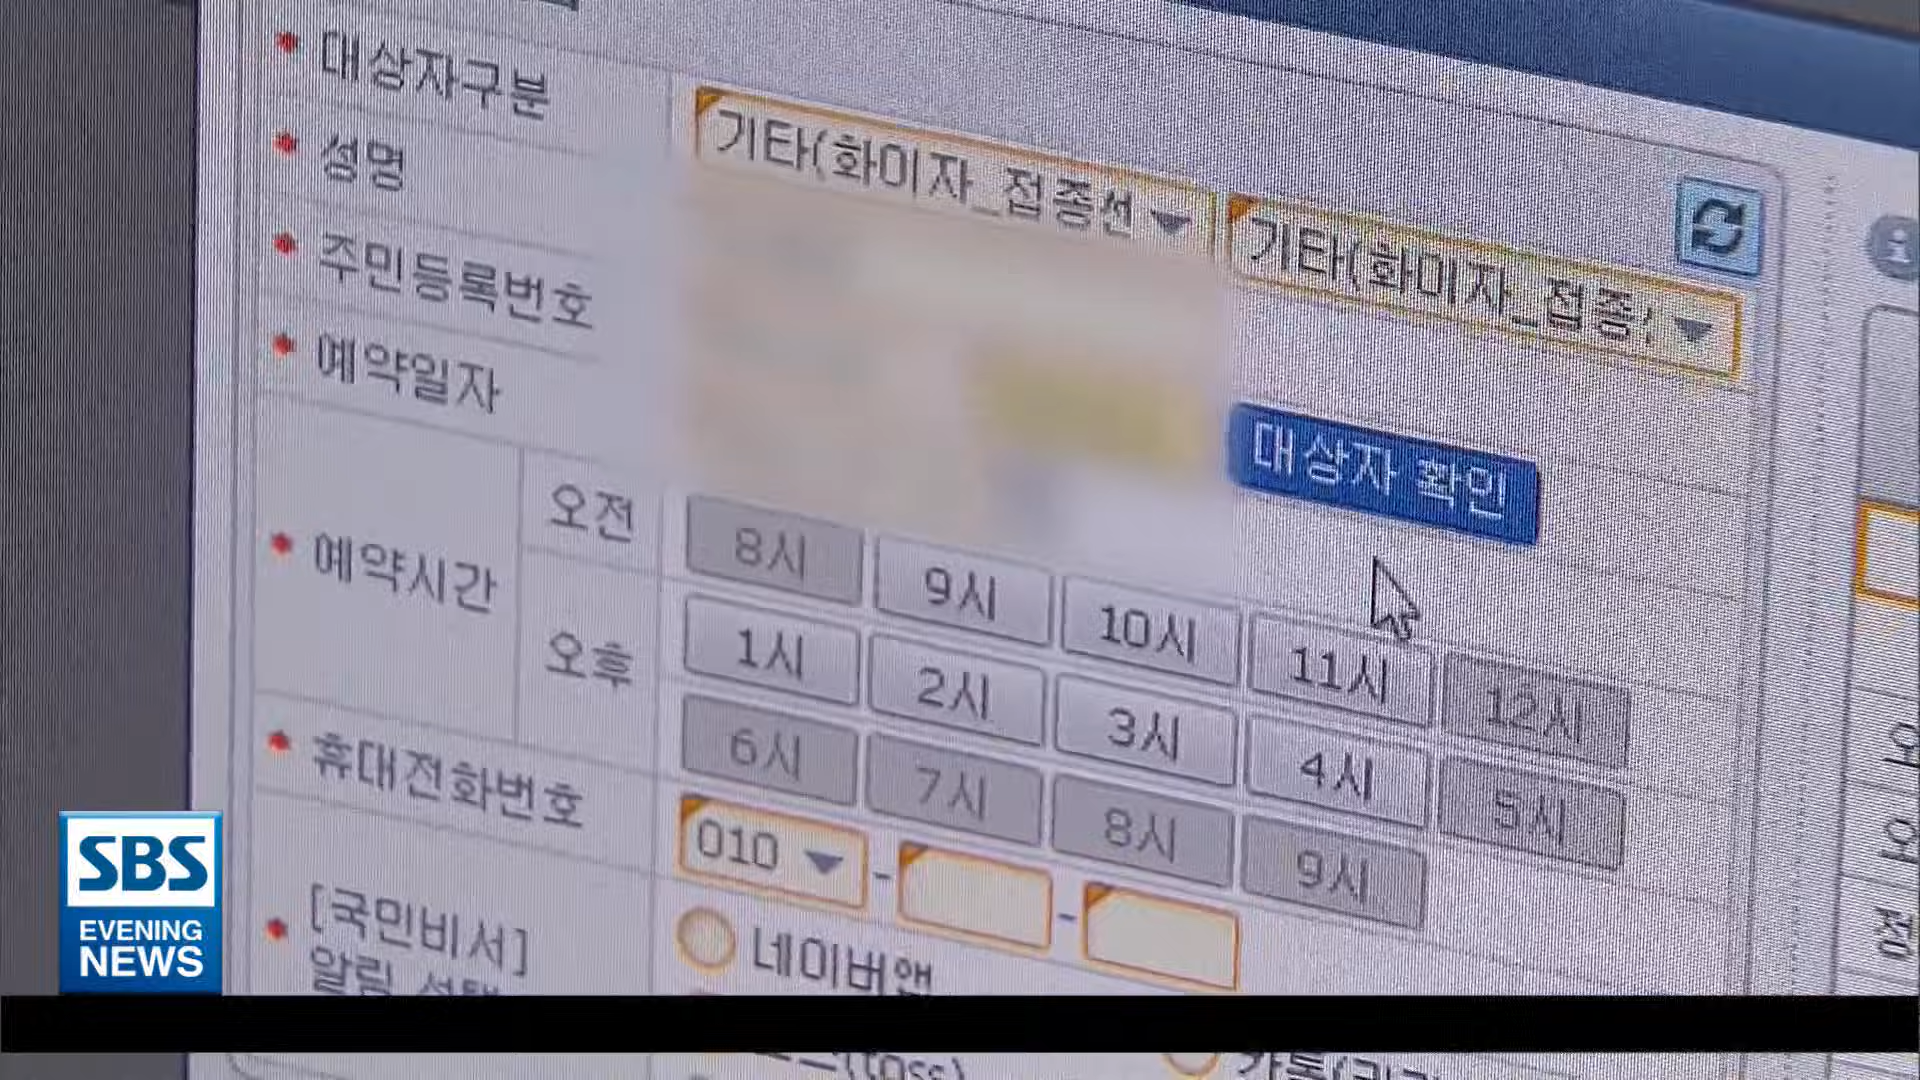 대상자구분
기타(화이자_접종센
기타(화이자_접종
성명
주민등록번호
예약일자
대상자 확인
예약시간
오전
8시 9시 10시 11시 12시
오후
1시 2시 3시 4시 5시
6시 7시 8시 9시
휴대전화번호
010 - -
[국민비서]
알림 선택
네이버앱
(toss)
SBS
EVENING
NEWS